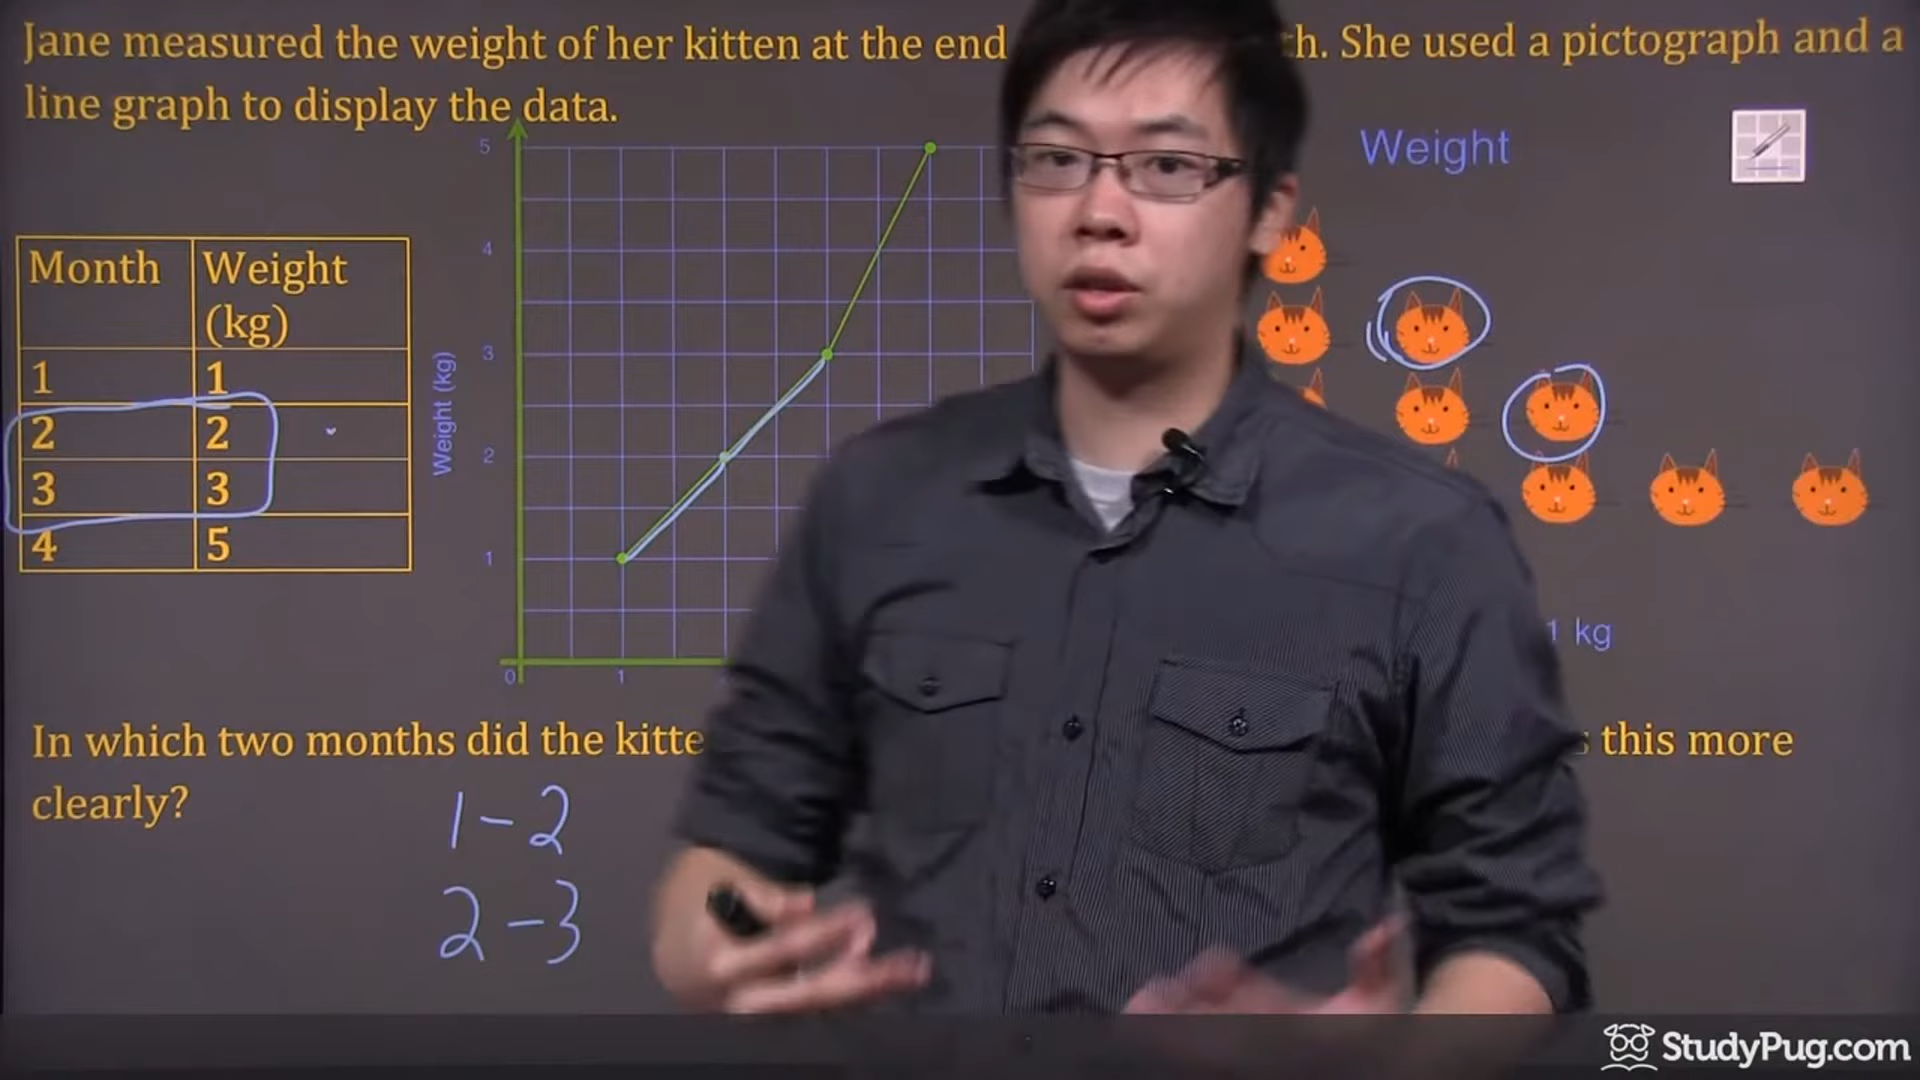 Jane measured the weight of her kitten at the end h. She used a pictograph and a
line graph to display the data.
Weight
Month Weight
(kg)
1 1
2 2
3 3
4 5
Weight (kg)
5
4
3
2
1
0 1
1 kg
In which two months did the kitte this more
clearly?
1-2
2-3
StudyPug.com